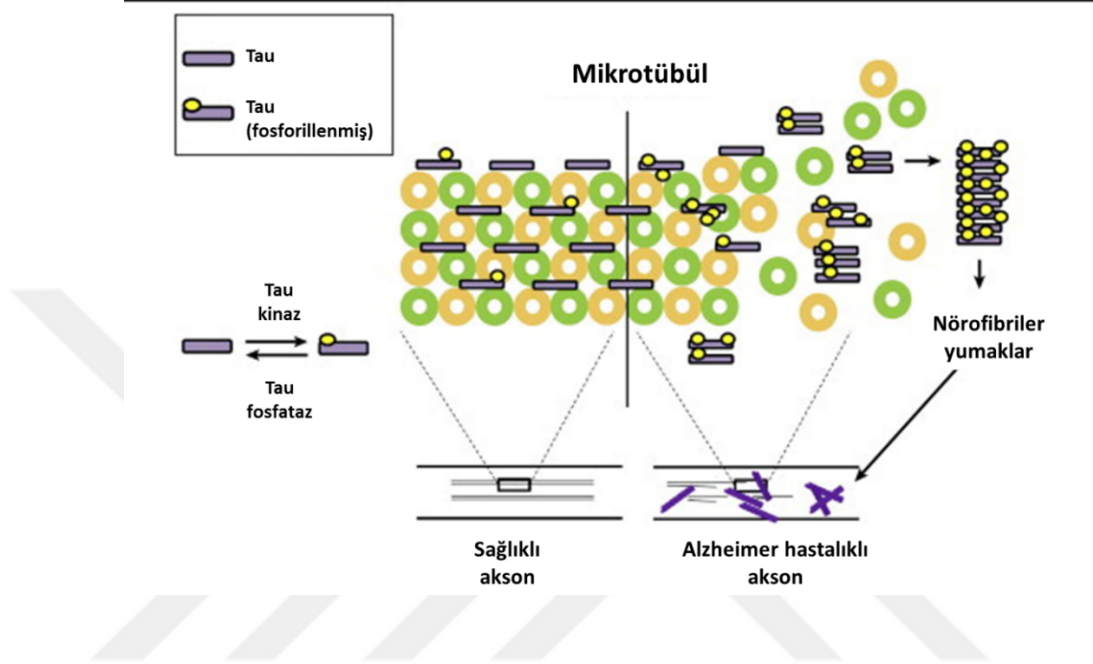 Tau
Tau
(fosforillenmiş)
Mikrotübül
Tau
kinaz
Tau
fosfataz
Nörofibriler
yumaklar
Sağlıklı
akson
Alzheimer hastalıklı
akson